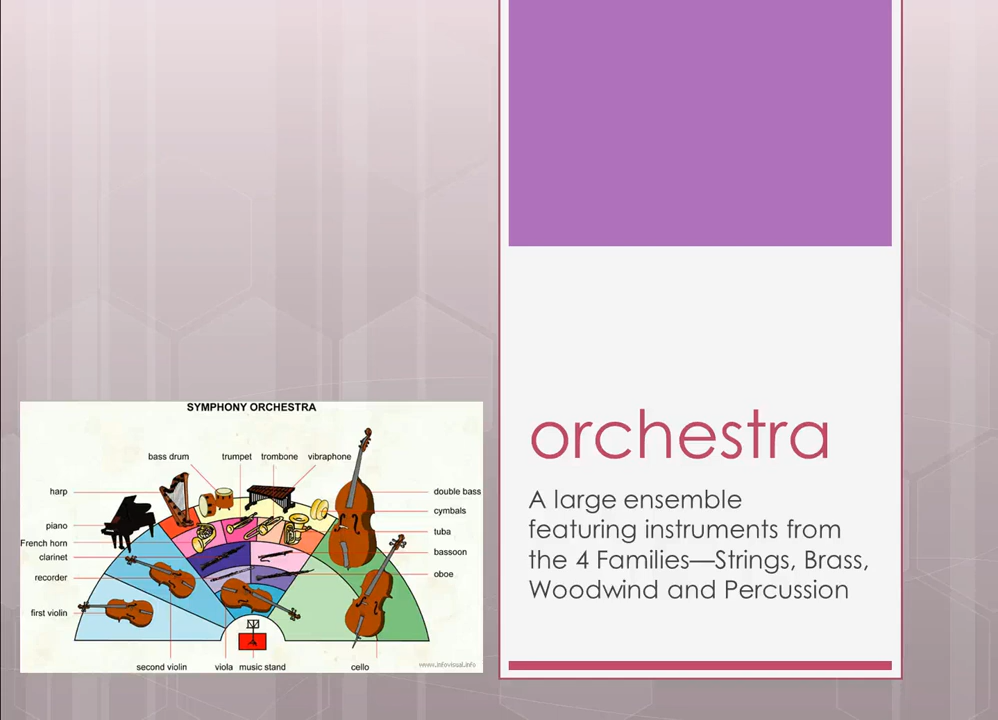 SYMPHONY ORCHESTRA
bass drum trumpet trombone vibraphone
harp
piano
French horn
clarinet
recorder
first violin
double bass
cymbals
tuba
bassoon
oboe
second violin viola music stand cello
www.infovisual.info
orchestra
A large ensemble
featuring instruments from
the 4 Families—Strings, Brass,
Woodwind and Percussion